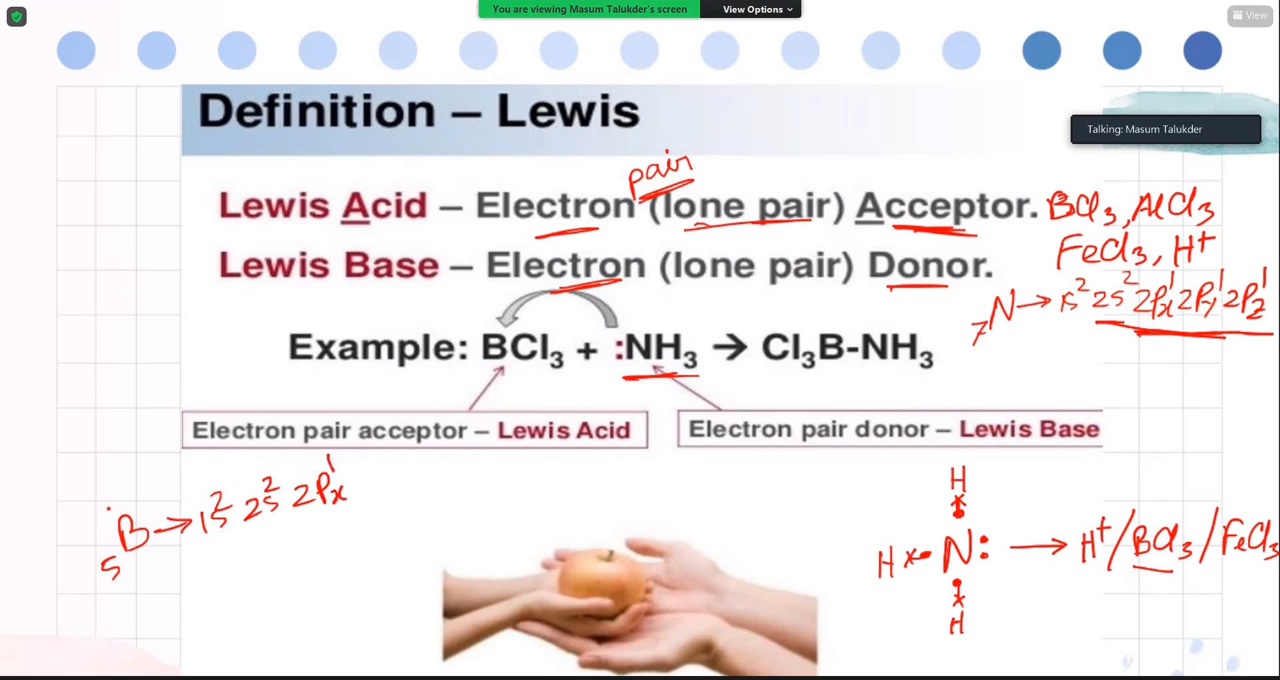 You are viewing Masum Talukder's screen
View Options
View
Talking: Masum Talukder
Definition – Lewis
pair
Lewis Acid – Electron (lone pair) Acceptor.
BCl3, AlCl3
FeCl3, H+
Lewis Base – Electron (lone pair) Donor.
7N → 1s² 2s² 2Px¹ 2Py¹ 2Pz¹
Example: BCl₃ + :NH₃ → Cl₃B-NH₃
Electron pair acceptor – Lewis Acid
Electron pair donor – Lewis Base
5B → 1s² 2s² 2Px¹
H
H x• N: → H+/BCl3/FeCl3
H